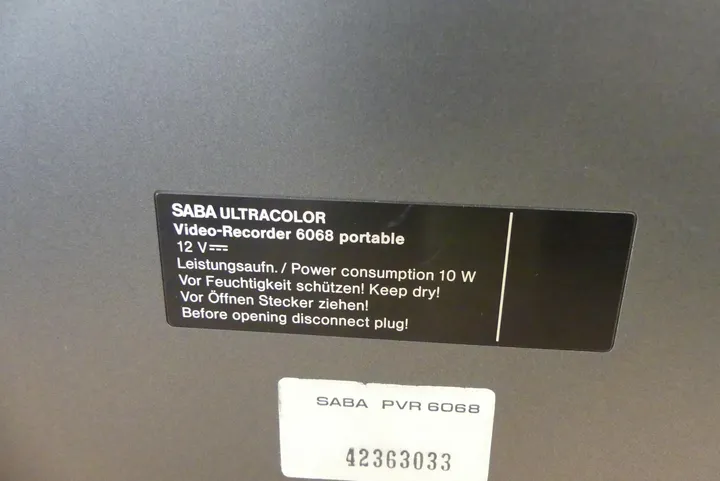 SABA ULTRACOLOR
Video-Recorder 6068 portable
12 V⎓
Leistungsaufn. / Power consumption 10 W
Vor Feuchtigkeit schützen! Keep dry!
Vor Öffnen Stecker ziehen!
Before opening disconnect plug!
SABA PVR 6068
42363033